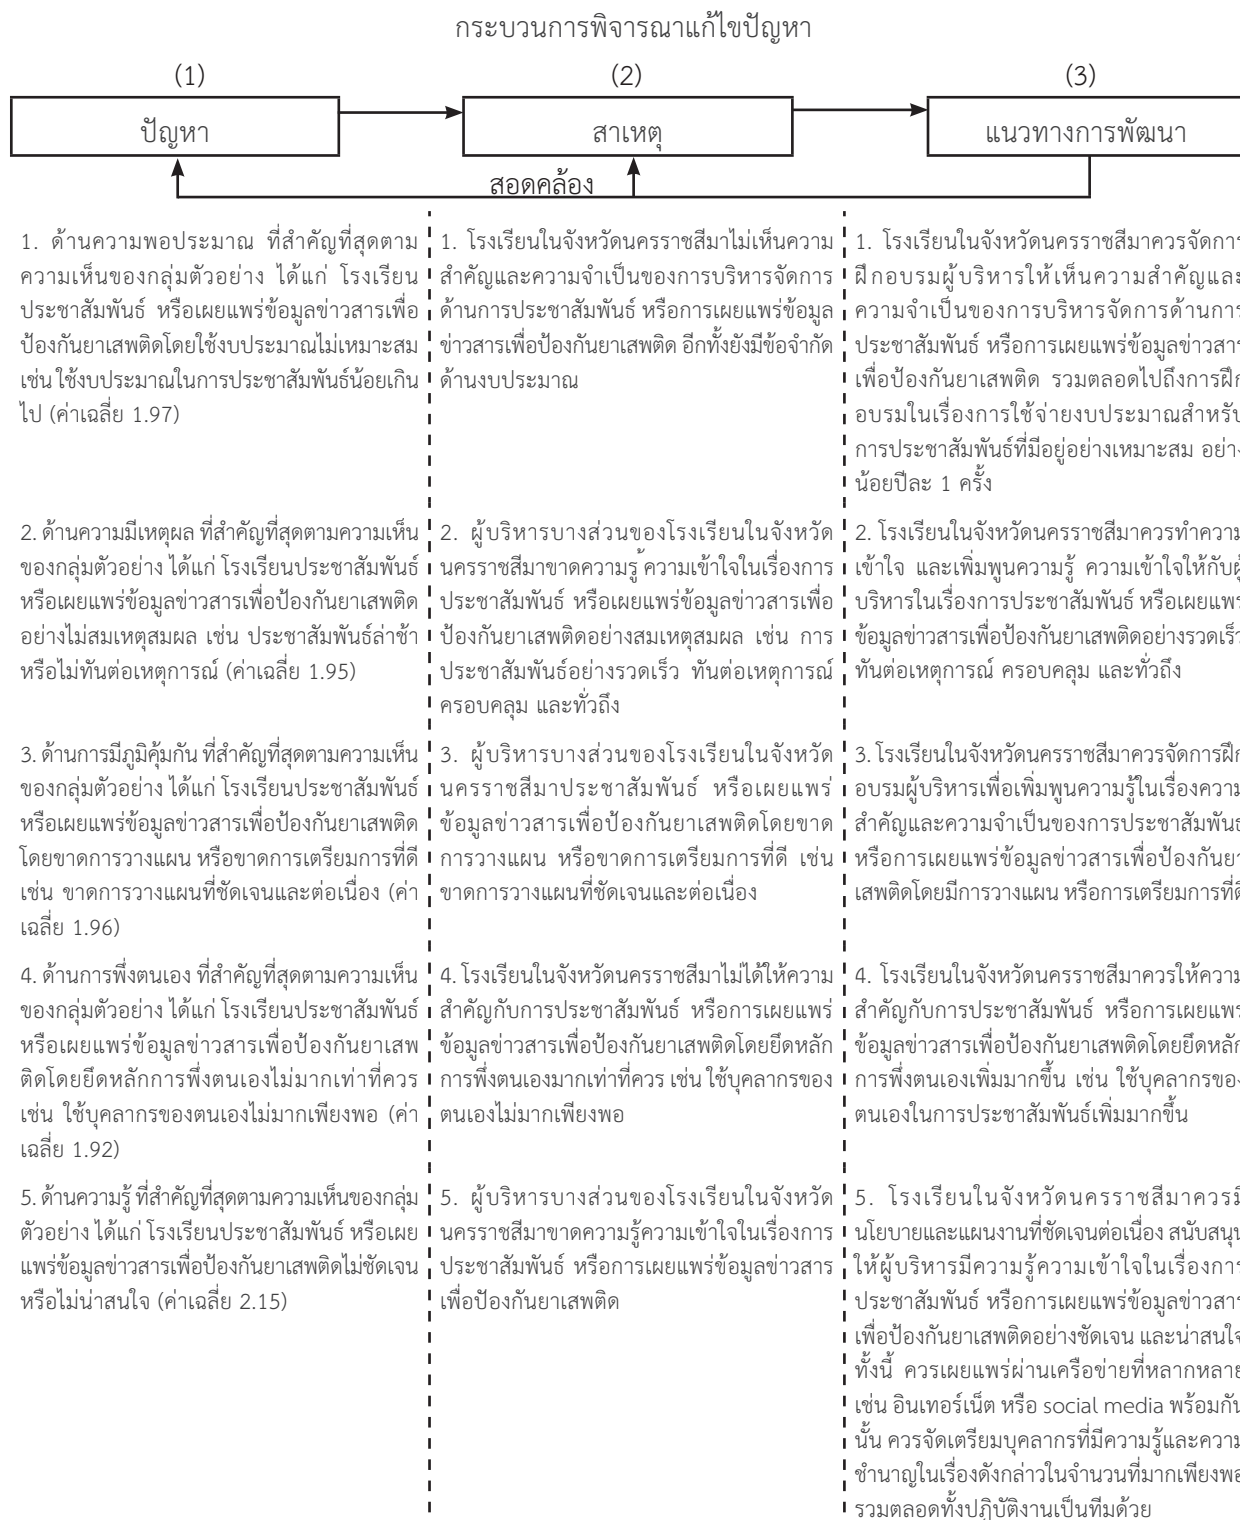 กระบวนการพิจารณาแก้ไขปัญหา
(1)
(2)
(3)
ปัญหา
สาเหตุ
แนวทางการพัฒนา
สอดคล้อง
1. ด้านความพอประมาณ ที่สำคัญที่สุดตาม
ความเห็นของกลุ่มตัวอย่าง ได้แก่ โรงเรียน
ประชาสัมพันธ์ หรือเผยแพร่ข้อมูลข่าวสารเพื่อ
ป้องกันยาเสพติดโดยใช้งบประมาณไม่เหมาะสม
เช่น ใช้งบประมาณในการประชาสัมพันธ์น้อยเกิน
ไป (ค่าเฉลี่ย 1.97)
1. โรงเรียนในจังหวัดนครราชสีมาไม่เห็นความ
สำคัญและความจำเป็นของการบริหารจัดการ
ด้านการประชาสัมพันธ์ หรือการเผยแพร่ข้อมูล
ข่าวสารเพื่อป้องกันยาเสพติด อีกทั้งยังมีข้อจำกัด
ด้านงบประมาณ
1. โรงเรียนในจังหวัดนครราชสีมาควรจัดการ
ฝึกอบรมผู้บริหารให้เห็นความสำคัญและ
ความจำเป็นของการบริหารจัดการด้านการ
ประชาสัมพันธ์ หรือการเผยแพร่ข้อมูลข่าวสาร
เพื่อป้องกันยาเสพติด รวมตลอดไปถึงการฝึก
อบรมในเรื่องการใช้จ่ายงบประมาณสำหรับ
การประชาสัมพันธ์ที่มีอยู่อย่างเหมาะสม อย่าง
น้อยปีละ 1 ครั้ง
2. ด้านความมีเหตุผล ที่สำคัญที่สุดตามความเห็น
ของกลุ่มตัวอย่าง ได้แก่ โรงเรียนประชาสัมพันธ์
หรือเผยแพร่ข้อมูลข่าวสารเพื่อป้องกันยาเสพติด
อย่างไม่สมเหตุสมผล เช่น ประชาสัมพันธ์ล่าช้า
หรือไม่ทันต่อเหตุการณ์ (ค่าเฉลี่ย 1.95)
2. ผู้บริหารบางส่วนของโรงเรียนในจังหวัด
นครราชสีมาขาดความรู้ ความเข้าใจในเรื่องการ
ประชาสัมพันธ์ หรือเผยแพร่ข้อมูลข่าวสารเพื่อ
ป้องกันยาเสพติดอย่างสมเหตุสมผล เช่น การ
ประชาสัมพันธ์อย่างรวดเร็ว ทันต่อเหตุการณ์
ครอบคลุม และทั่วถึง
2. โรงเรียนในจังหวัดนครราชสีมาควรทำความ
เข้าใจ และเพิ่มพูนความรู้ ความเข้าใจให้กับผู้
บริหารในเรื่องการประชาสัมพันธ์ หรือเผยแพร่
ข้อมูลข่าวสารเพื่อป้องกันยาเสพติดอย่างรวดเร็ว
ทันต่อเหตุการณ์ ครอบคลุม และทั่วถึง
3. ด้านการมีภูมิคุ้มกัน ที่สำคัญที่สุดตามความเห็น
ของกลุ่มตัวอย่าง ได้แก่ โรงเรียนประชาสัมพันธ์
หรือเผยแพร่ข้อมูลข่าวสารเพื่อป้องกันยาเสพติด
โดยขาดการวางแผน หรือขาดการเตรียมการที่ดี
เช่น ขาดการวางแผนที่ชัดเจนและต่อเนื่อง (ค่า
เฉลี่ย 1.96)
3. ผู้บริหารบางส่วนของโรงเรียนในจังหวัด
นครราชสีมาประชาสัมพันธ์ หรือเผยแพร่
ข้อมูลข่าวสารเพื่อป้องกันยาเสพติดโดยขาด
การวางแผน หรือขาดการเตรียมการที่ดี เช่น
ขาดการวางแผนที่ชัดเจนและต่อเนื่อง
3. โรงเรียนในจังหวัดนครราชสีมาควรจัดการฝึก
อบรมผู้บริหารเพื่อเพิ่มพูนความรู้ในเรื่องความ
สำคัญและความจำเป็นของการประชาสัมพันธ์
หรือการเผยแพร่ข้อมูลข่าวสารเพื่อป้องกันยา
เสพติดโดยมีการวางแผน หรือการเตรียมการที่ดี
4. ด้านการพึ่งตนเอง ที่สำคัญที่สุดตามความเห็น
ของกลุ่มตัวอย่าง ได้แก่ โรงเรียนประชาสัมพันธ์
หรือเผยแพร่ข้อมูลข่าวสารเพื่อป้องกันยาเสพ
ติดโดยยึดหลักการพึ่งตนเองไม่มากเท่าที่ควร
เช่น ใช้บุคลากรของตนเองไม่มากเพียงพอ (ค่า
เฉลี่ย 1.92)
4. โรงเรียนในจังหวัดนครราชสีมาไม่ได้ให้ความ
สำคัญกับการประชาสัมพันธ์ หรือการเผยแพร่
ข้อมูลข่าวสารเพื่อป้องกันยาเสพติดโดยยึดหลัก
การพึ่งตนเองมากเท่าที่ควร เช่น ใช้บุคลากรของ
ตนเองไม่มากเพียงพอ
4. โรงเรียนในจังหวัดนครราชสีมาควรให้ความ
สำคัญกับการประชาสัมพันธ์ หรือการเผยแพร่
ข้อมูลข่าวสารเพื่อป้องกันยาเสพติดโดยยึดหลัก
การพึ่งตนเองเพิ่มมากขึ้น เช่น ใช้บุคลากรของ
ตนเองในการประชาสัมพันธ์เพิ่มมากขึ้น
5. ด้านความรู้ ที่สำคัญที่สุดตามความเห็นของกลุ่ม
ตัวอย่าง ได้แก่ โรงเรียนประชาสัมพันธ์ หรือเผย
แพร่ข้อมูลข่าวสารเพื่อป้องกันยาเสพติดไม่ชัดเจน
หรือไม่น่าสนใจ (ค่าเฉลี่ย 2.15)
5. ผู้บริหารบางส่วนของโรงเรียนในจังหวัด
นครราชสีมาขาดความรู้ความเข้าใจในเรื่องการ
ประชาสัมพันธ์ หรือการเผยแพร่ข้อมูลข่าวสาร
เพื่อป้องกันยาเสพติด
5. โรงเรียนในจังหวัดนครราชสีมาควรมี
นโยบายและแผนงานที่ชัดเจนต่อเนื่อง สนับสนุน
ให้ผู้บริหารมีความรู้ความเข้าใจในเรื่องการ
ประชาสัมพันธ์ หรือการเผยแพร่ข้อมูลข่าวสาร
เพื่อป้องกันยาเสพติดอย่างชัดเจน และน่าสนใจ
ทั้งนี้ ควรเผยแพร่ผ่านเครือข่ายที่หลากหลาย
เช่น อินเทอร์เน็ต หรือ social media พร้อมกัน
นั้น ควรจัดเตรียมบุคลากรที่มีความรู้และความ
ชำนาญในเรื่องดังกล่าวในจำนวนที่มากเพียงพอ
รวมตลอดทั้งปฏิบัติงานเป็นทีมด้วย